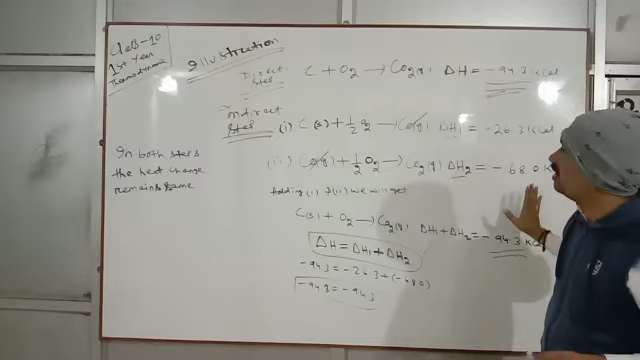 CLASS-10
1st Year
Thermodynamics
Illustration
Direct
step
C + O2 → CO2(g) ΔH = -94.3 Kcal
Indirect
step
(i) C(s) + 1/2 O2 → CO(g) ΔH1 = -26.3 Kcal
(ii) CO(g) + 1/2 O2 → CO2(g) ΔH2 = -68.0 K
Adding (i) & (ii) we will get
C(s) + O2 → CO2(g) ΔH1 + ΔH2 = -94.3 Kcal
ΔH = ΔH1 + ΔH2
-94.3 = -26.3 + (-68.0)
-94.3 = -94.3
In both steps
the heat change
remains same